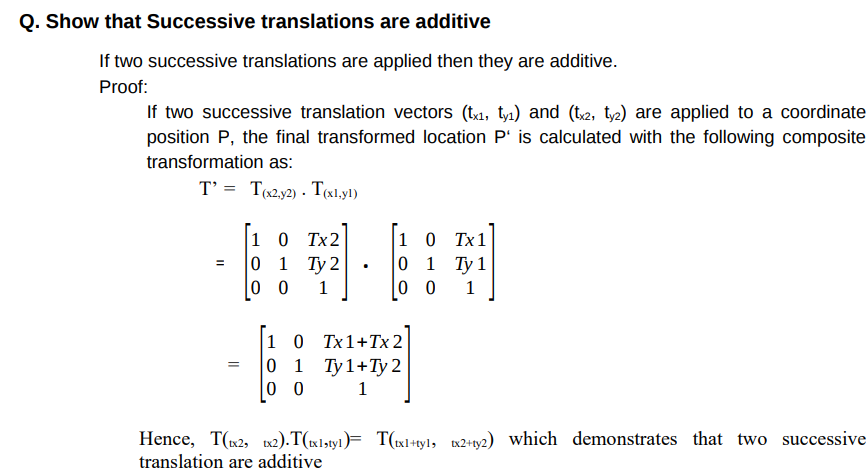 Q. Show that Successive translations are additive
If two successive translations are applied then they are additive.
Proof:
If two successive translation vectors (tx1, ty1) and (tx2, ty2) are applied to a coordinate
position P, the final transformed location P‘ is calculated with the following composite
transformation as:
T’ = T(x2,y2) . T(x1,y1)
= [1 0 Tx2] . [1 0 Tx1]
[0 1 Ty2] [0 1 Ty1]
[0 0 1] [0 0 1]
= [1 0 Tx1+Tx2]
[0 1 Ty1+Ty2]
[0 0 1]
Hence, T(tx2, tx2).T(tx1,ty1)= T(tx1+ty1, tx2+ty2) which demonstrates that two successive
translation are additive